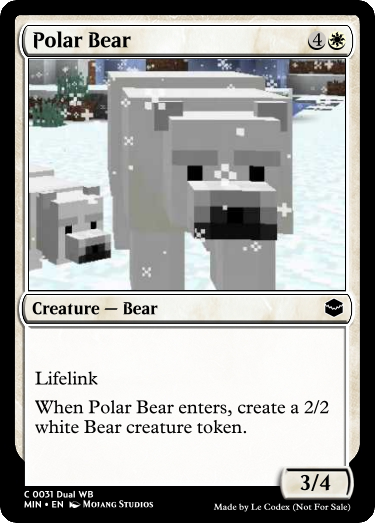 Polar Bear 4
Creature — Bear
Lifelink
When Polar Bear enters, create a 2/2
white Bear creature token.
3/4
C 0031 Dual WB
MIN • EN Mojang Studios
Made by Le Codex (Not For Sale)